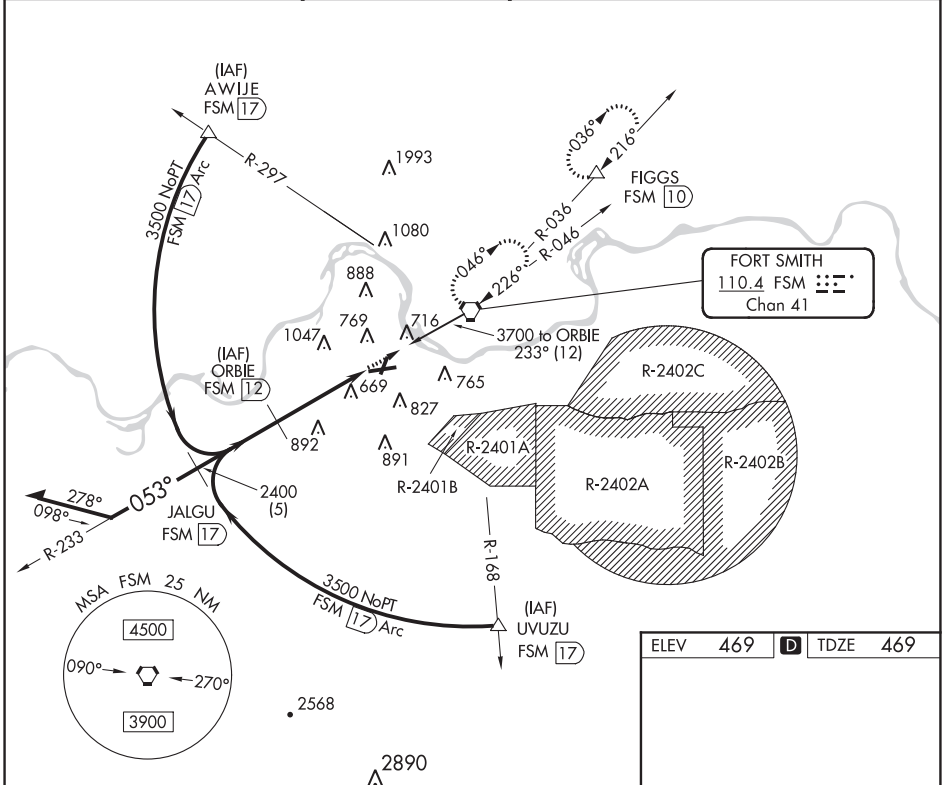 (IAF)
AWIJE
FSM 17
R-297
3500 NoPT
FSM 17 Arc
1993
1080
888
769
1047
716
036°
216°
FIGGS
FSM 10
R-036
R-046
046°
226°
FORT SMITH
110.4 FSM
Chan 41
3700 to ORBIE
233° (12)
(IAF)
ORBIE
FSM 12
669
765
827
892
891
R-2402C
R-2401A
R-2401B
R-2402A
R-2402B
278°
098°
053°
R-233
JALGU
FSM 17
2400
(5)
R-168
3500 NoPT
FSM 17 Arc
(IAF)
UVUZU
FSM 17
MSA FSM 25 NM
4500
090°
270°
3900
2568
2890
ELEV 469 D TDZE 469